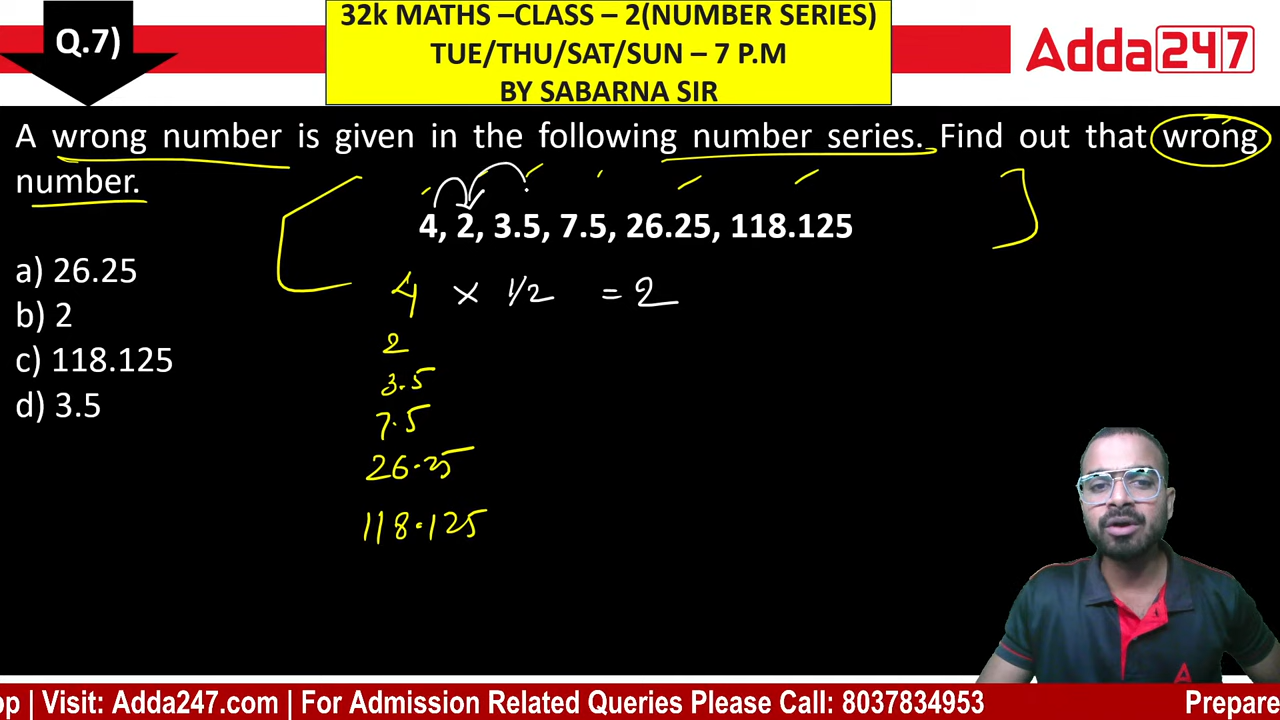 Q.7)
32k MATHS –CLASS – 2(NUMBER SERIES)
TUE/THU/SAT/SUN – 7 P.M
BY SABARNA SIR
Adda247
A wrong number is given in the following number series. Find out that wrong
number.
4, 2, 3.5, 7.5, 26.25, 118.125
a) 26.25
b) 2
c) 118.125
d) 3.5
4 × 1/2 = 2
2
3.5
7.5
26.25
118.125
pp | Visit: Adda247.com | For Admission Related Queries Please Call: 8037834953 Prepare